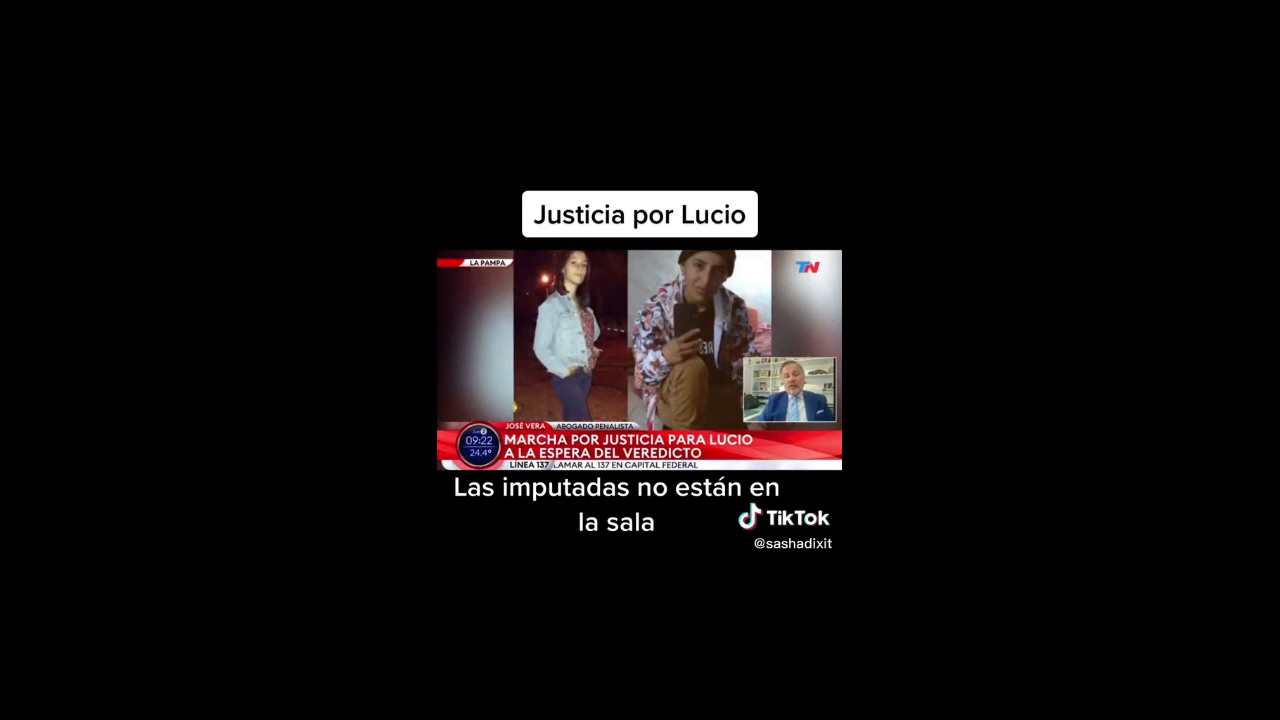 Justicia por Lucio
LA PAMPA
TN
JOSÉ VERA ABOGADO PENALISTA
09:22
24.4°
MARCHA POR JUSTICIA PARA LUCIO
A LA ESPERA DEL VEREDICTO
LÍNEA 137 LAMAR AL 137 EN CAPITAL FEDERAL
Las imputadas no están en
la sala
TikTok
@sashadixit